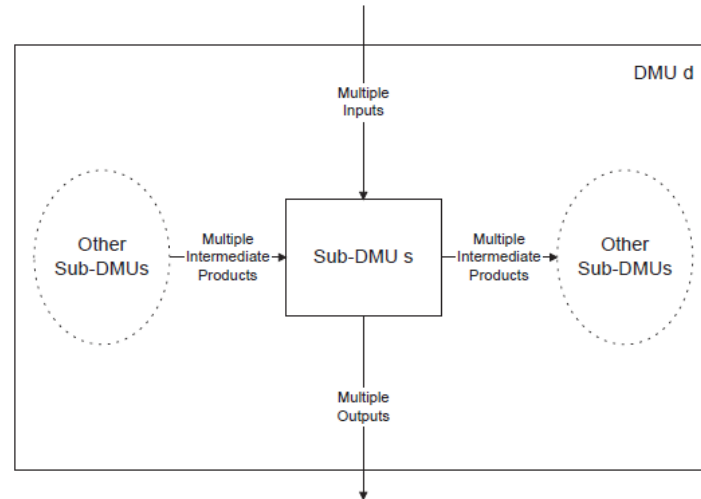 DMU d
Multiple
Inputs
Other
Sub-DMUs
Multiple
Intermediate
Products
Sub-DMU s
Multiple
Intermediate
Products
Other
Sub-DMUs
Multiple
Outputs